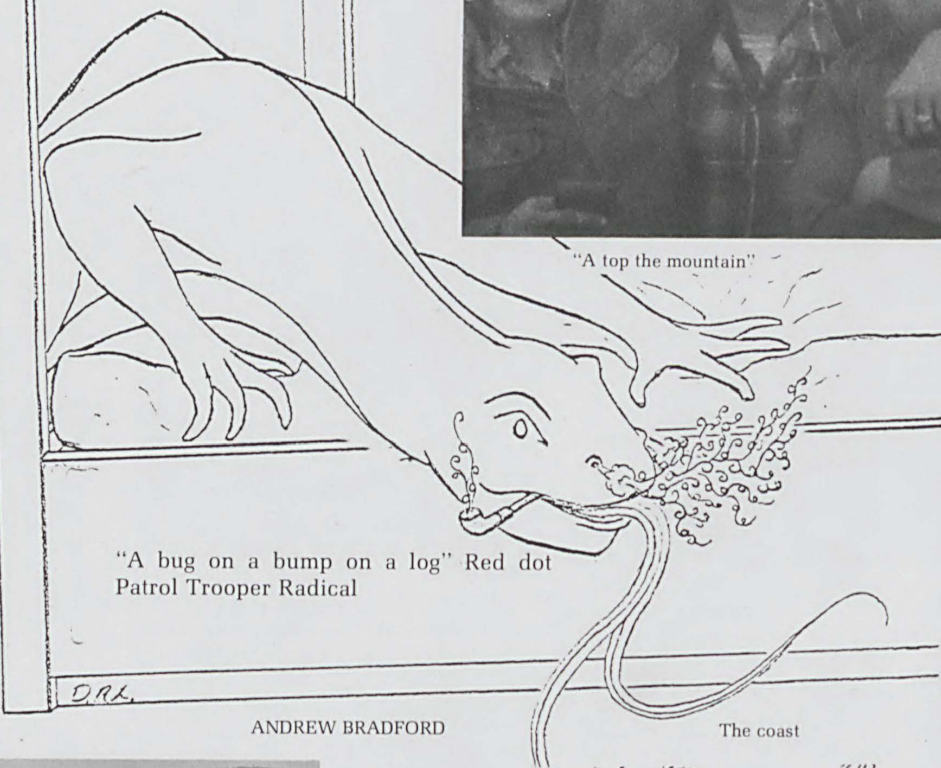 "A top the mountain"
"A bug on a bump on a log" Red dot
Patrol Trooper Radical
D.R.L.
ANDREW BRADFORD
The coast